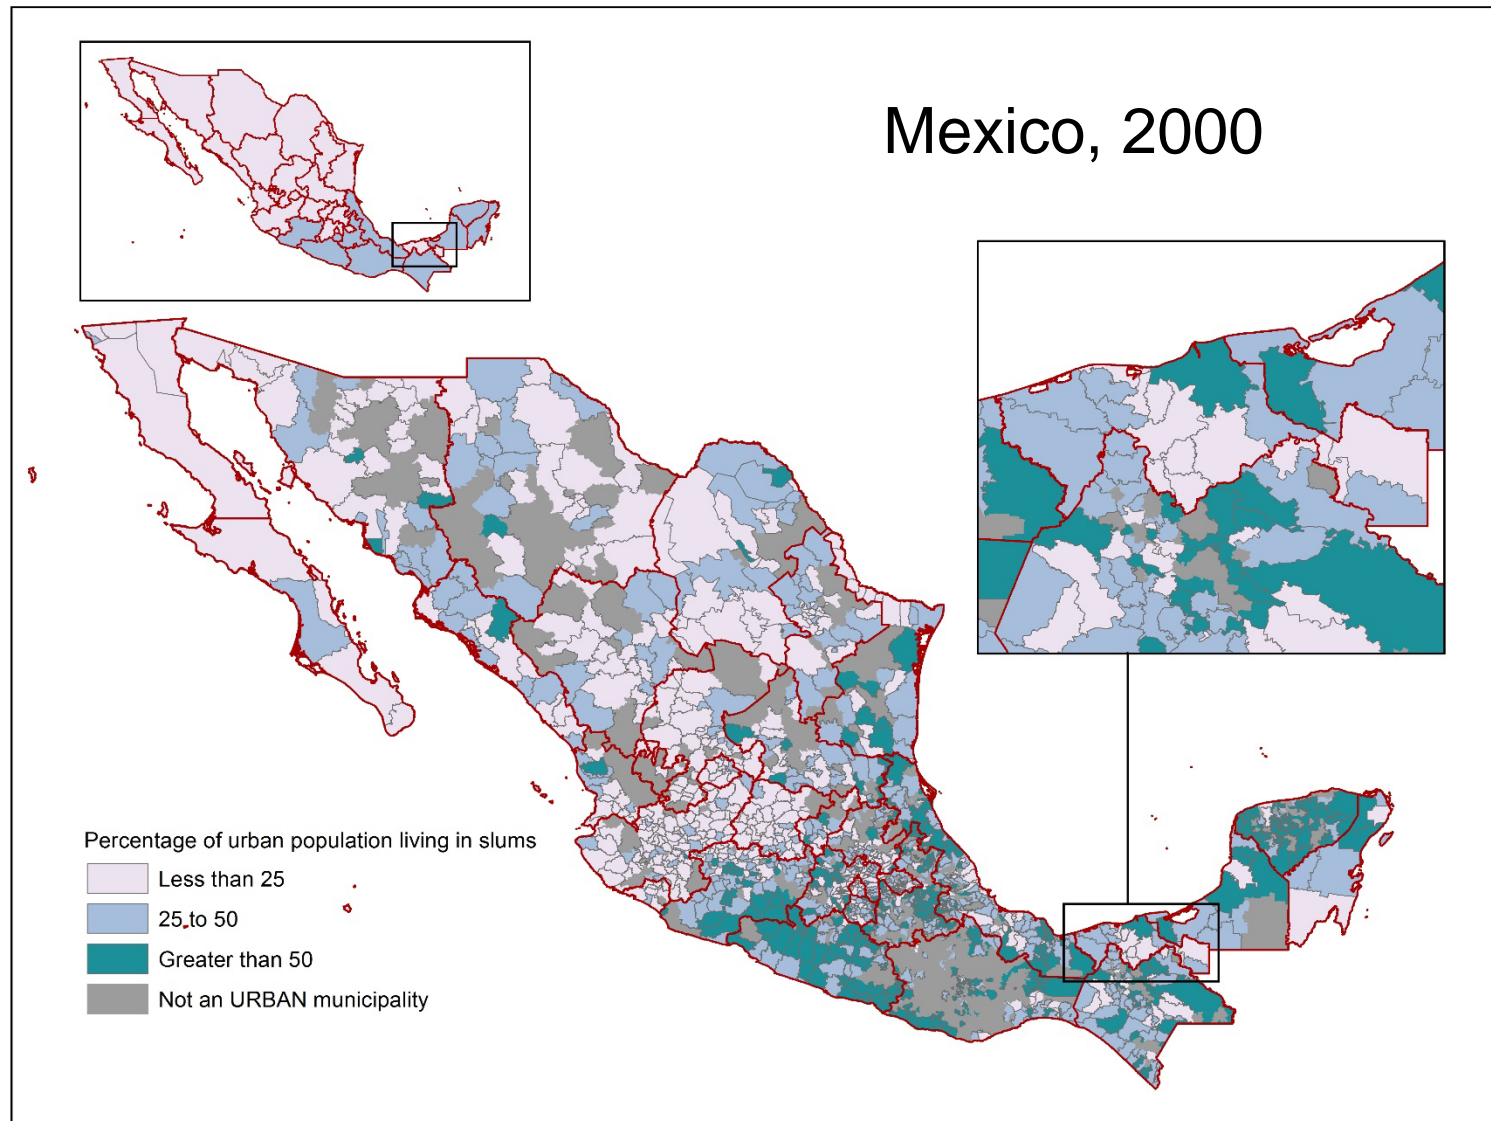 Mexico, 2000
Percentage of urban population living in slums
Less than 25
25 to 50
Greater than 50
Not an URBAN municipality